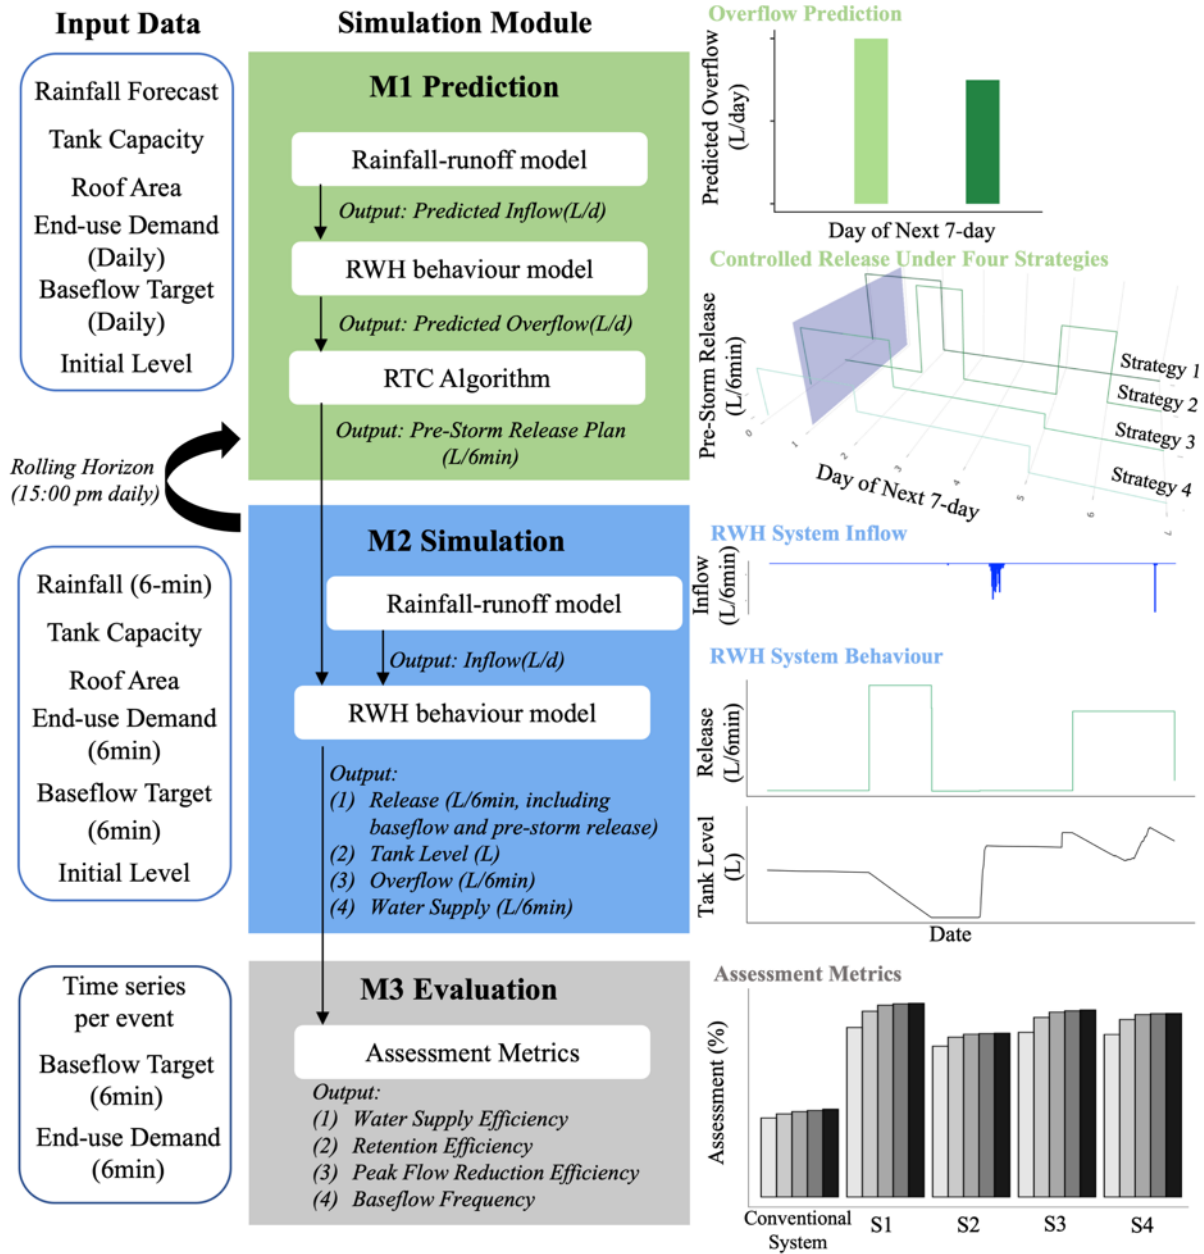 Input Data
Simulation Module
Rainfall Forecast
Tank Capacity
Roof Area
End-use Demand
(Daily)
Baseflow Target
(Daily)
Initial Level
M1 Prediction
Rainfall-runoff model
Output: Predicted Inflow(L/d)
RWH behaviour model
Output: Predicted Overflow(L/d)
RTC Algorithm
Output: Pre-Storm Release Plan
(L/6min)
Overflow Prediction
Predicted Overflow
(L/day)
Day of Next 7-day
Controlled Release Under Four Strategies
Pre-Storm Release
(L/6min)
Strategy 1
Strategy 2
Strategy 3
Strategy 4
0
1
2
3
4
5
6
7
Day of Next 7-day
Rolling Horizon
(15:00 pm daily)
Rainfall (6-min)
Tank Capacity
Roof Area
End-use Demand
(6min)
Baseflow Target
(6min)
Initial Level
M2 Simulation
Rainfall-runoff model
Output: Inflow(L/d)
RWH behaviour model
Output:
(1) Release (L/6min, including
baseflow and pre-storm release)
(2) Tank Level (L)
(3) Overflow (L/6min)
(4) Water Supply (L/6min)
RWH System Inflow
Inflow
(L/6min)
RWH System Behaviour
Release
(L/6min)
Tank Level
(L)
Date
Time series
per event
Baseflow Target
(6min)
End-use Demand
(6min)
M3 Evaluation
Assessment Metrics
Output:
(1) Water Supply Efficiency
(2) Retention Efficiency
(3) Peak Flow Reduction Efficiency
(4) Baseflow Frequency
Assessment Metrics
Assessment (%)
Conventional
System
S1
S2
S3
S4